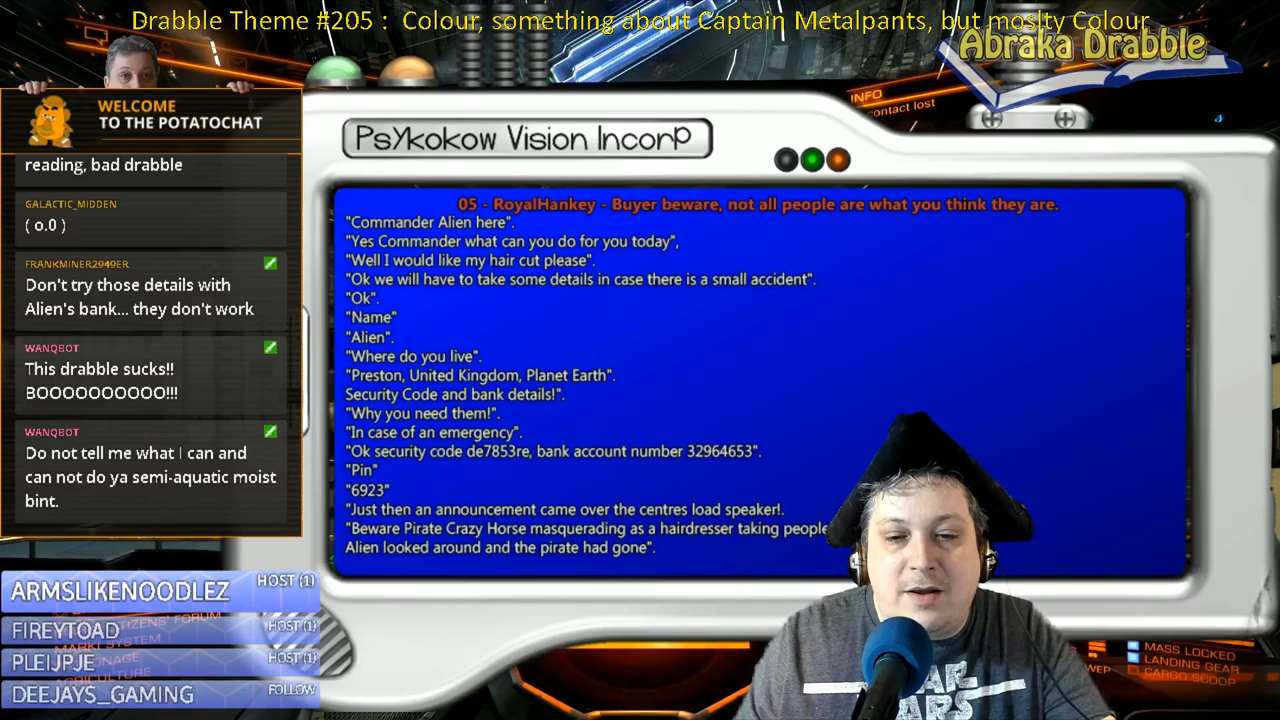 Drabble Theme #205 :  Colour, something about Captain Metalpants, but moslty Colour
Abraka Drabble
INFO
contact lost
WELCOME
TO THE POTATOCHAT
Psykokow Vision Incorp
reading, bad drabble
GALACTIC_MIDDEN
( o.0 )
FRANKMINER2949ER
Don't try those details with
Alien's bank... they don't work
WANQBOT
This drabble sucks!!
BOOOOOOOOOO!!!
WANQBOT
Do not tell me what I can and
can not do ya semi-aquatic moist
bint.
05 - RoyalHankey - Buyer beware, not all people are what you think they are.
"Commander Alien here".
"Yes Commander what can you do for you today",
"Well I would like my hair cut please".
"Ok we will have to take some details in case there is a small accident".
"Ok".
"Name"
"Alien".
"Where do you live".
"Preston, United Kingdom, Planet Earth".
Security Code and bank details!".
"Why you need them!".
"In case of an emergency".
"Ok security code de7853re, bank account number 32964653".
"Pin"
"6923"
"Just then an announcement came over the centres load speaker!.
"Beware Pirate Crazy Horse masquerading as a hairdresser taking people
Alien looked around and the pirate had gone".
ARMSLIKENOODLEZ HOST (1)
FIREYTOAD HOST (1)
PLEIJPJE HOST (1)
DEEJAYS_GAMING FOLLOW
CITIZENS' FORUM
SYSTEM
AGRICULTURE
MASS LOCKED
LANDING GEAR
CARGO SCOOP
WARS